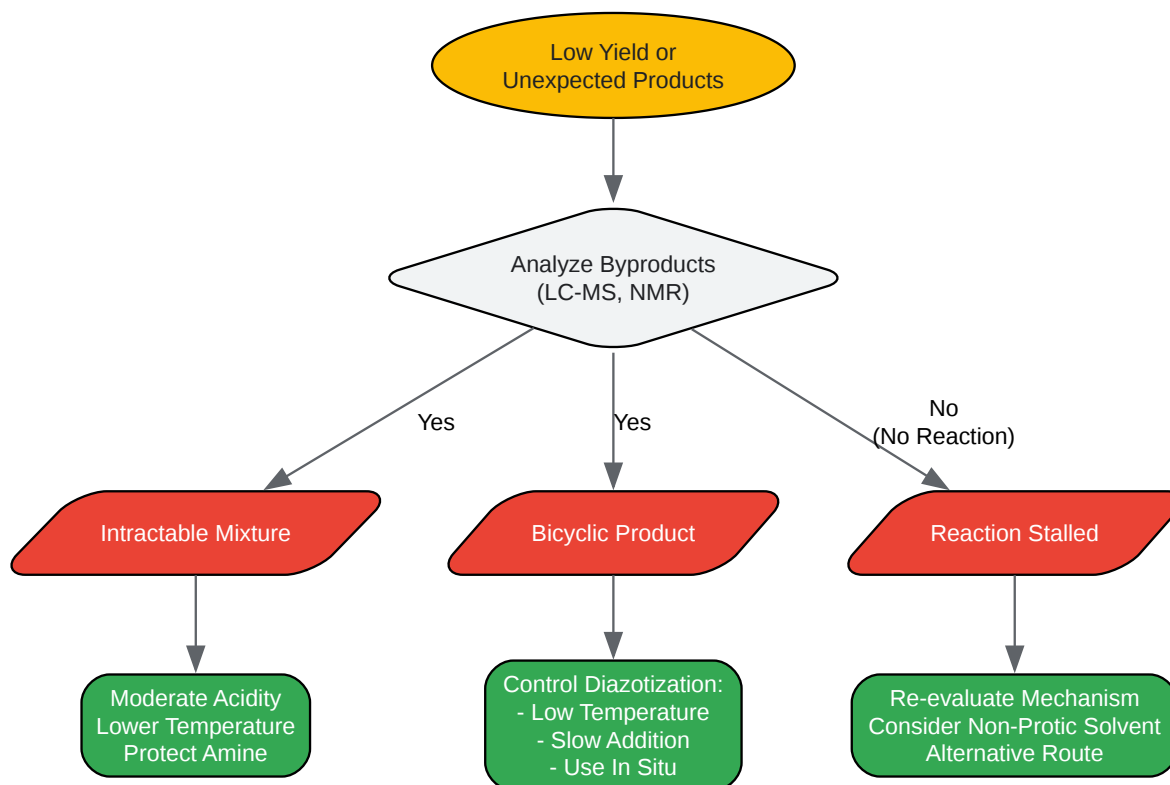 Low Yield or
Unexpected Products
Analyze Byproducts
(LC-MS, NMR)
Yes
Yes
No
(No Reaction)
Intractable Mixture
Bicyclic Product
Reaction Stalled
Moderate Acidity
Lower Temperature
Protect Amine
Control Diazotization:
- Low Temperature
- Slow Addition
- Use In Situ
Re-evaluate Mechanism
Consider Non-Protic Solvent
Alternative Route